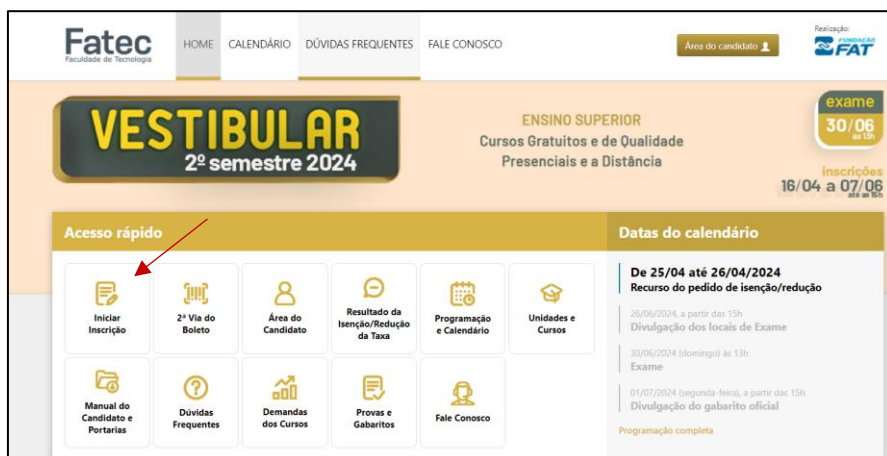 Fatec
Faculdade de Tecnologia
HOME
CALENDÁRIO
DÚVIDAS FREQUENTES
FALE CONOSCO
Área do candidato
Realização:
FUNDAÇÃO
FAT
VESTIBULAR
2º semestre 2024
ENSINO SUPERIOR
Cursos Gratuitos e de Qualidade
Presenciais e a Distância
exame
30/06
às 13h
inscrições
16/04 a 07/06
até as 15h
Acesso rápido
Iniciar
Inscrição
2ª Via do
Boleto
Área do
Candidato
Resultado da
Isenção/Redução
da Taxa
Programação
e Calendário
Unidades e
Cursos
Manual do
Candidato e
Portarias
Dúvidas
Frequentes
Demandas
dos Cursos
Provas e
Gabaritos
Fale Conosco
Datas do calendário
De 25/04 até 26/04/2024
Recurso do pedido de isenção/redução
26/06/2024, a partir das 15h
Divulgação dos locais de Exame
30/06/2024 (domingo) às 13h
Exame
01/07/2024 (segunda-feira), a partir das 15h
Divulgação do gabarito oficial
Programação completa